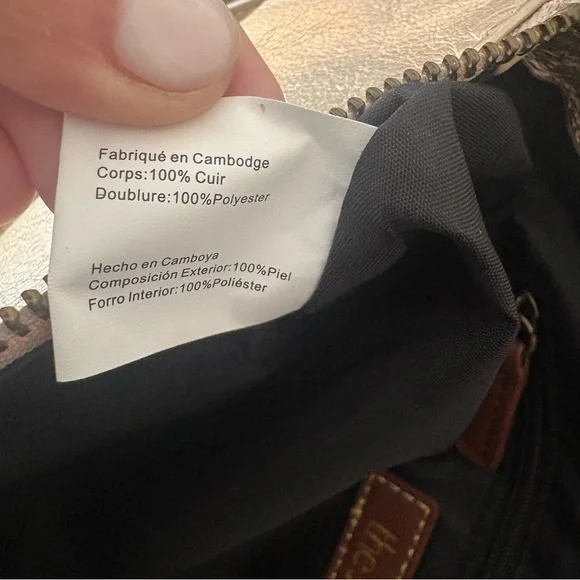 Fabriqué en Cambodge
Corps:100% Cuir
Doublure:100%Polyester
Hecho en Camboya
Composición Exterior:100%Piel
Forro Interior:100%Poliéster
the